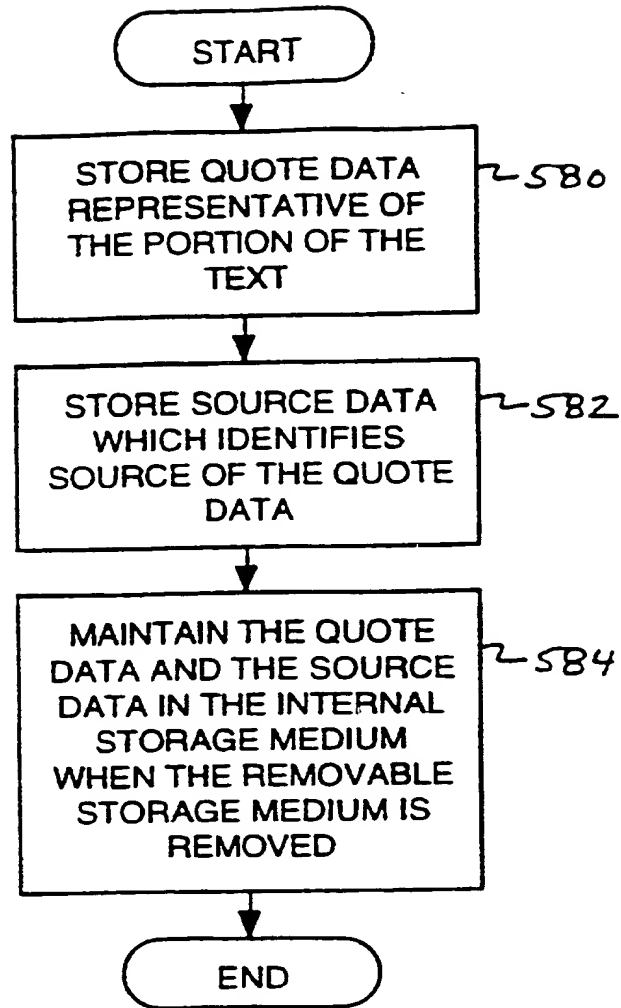 START
STORE QUOTE DATA
REPRESENTATIVE OF
THE PORTION OF THE
TEXT
580
STORE SOURCE DATA
WHICH IDENTIFIES
SOURCE OF THE QUOTE
DATA
582
MAINTAIN THE QUOTE
DATA AND THE SOURCE
DATA IN THE INTERNAL
STORAGE MEDIUM
WHEN THE REMOVABLE
STORAGE MEDIUM IS
REMOVED
584
END